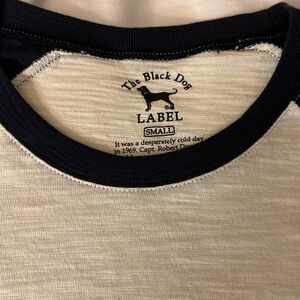 The Black Dog
LABEL
SMALL
It was a desperately cold day
in 1969. Capt. Robert